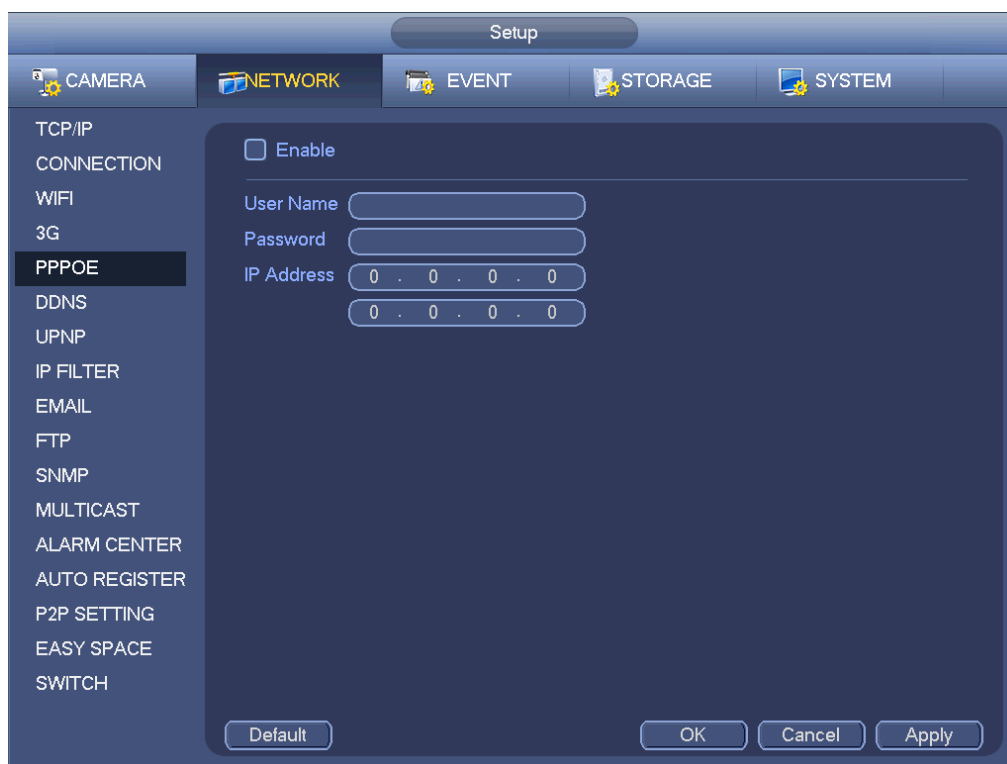 Setup
CAMERA NETWORK EVENT STORAGE SYSTEM
TCP/IP
CONNECTION
WIFI
3G
PPPOE
DDNS
UPNP
IP FILTER
EMAIL
FTP
SNMP
MULTICAST
ALARM CENTER
AUTO REGISTER
P2P SETTING
EASY SPACE
SWITCH
Enable
User Name
Password
IP Address 0 . 0 . 0 . 0
0 . 0 . 0 . 0
Default OK Cancel Apply